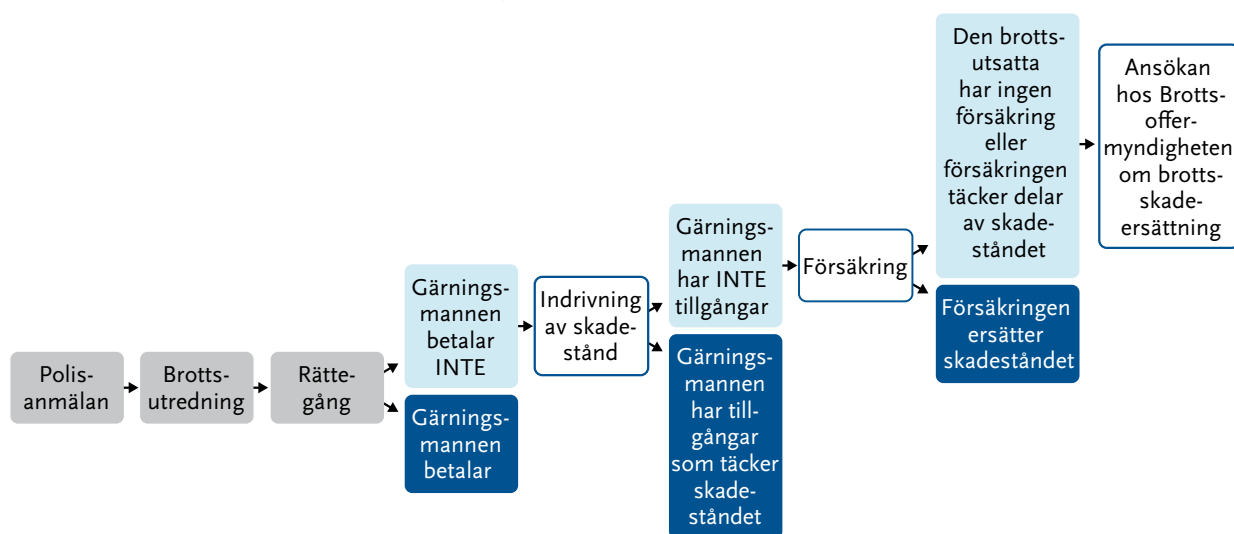 Polis-
anmälan
Brotts-
utredning
Rätte-
gång
Gärnings-
mannen
betalar
INTE
Gärnings-
mannen
betalar
Indrivning
av skade-
stånd
Gärnings-
mannen
har INTE
tillgångar
Gärnings-
mannen
har till-
gångar
som täcker
skade-
ståndet
Försäkring
Den brotts-
utsatta
har ingen
försäkring
eller
försäkringen
täcker delar
av skade-
ståndet
Försäkringen
ersätter
skadeståndet
Ansökan
hos Brotts-
offer-
myndigheten
om brotts-
skade-
ersättning